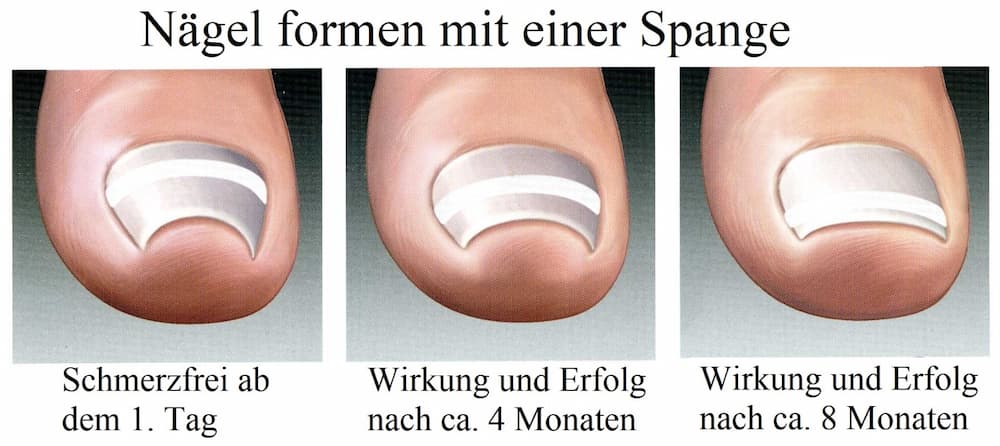 Nägel formen mit einer Spange
Schmerzfrei ab
dem 1. Tag
Wirkung und Erfolg
nach ca. 4 Monaten
Wirkung und Erfolg
nach ca. 8 Monaten